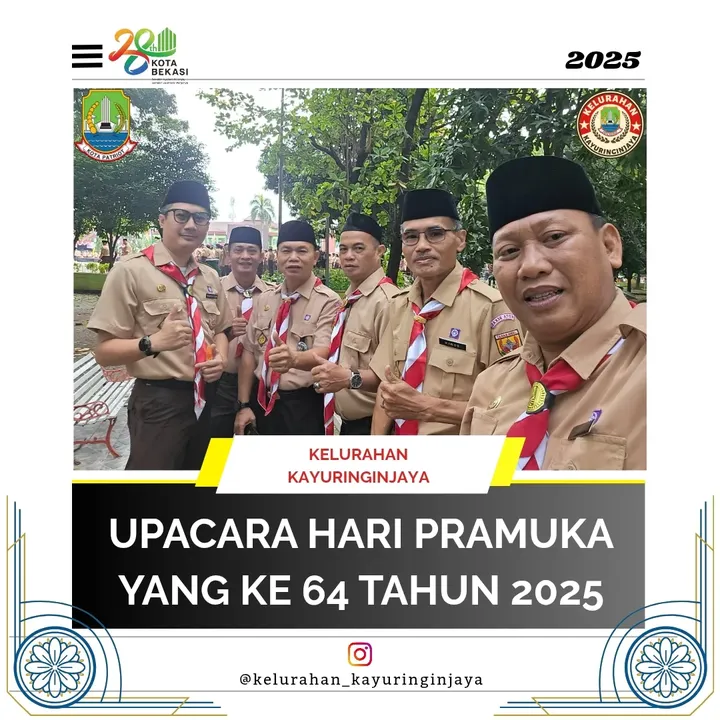 28th
KOTA
BEKASI
2025
KOTA PATRIOT
KELURAHAN
KAYURINGINJAYA
KELURAHAN
KAYURINGINJAYA
UPACARA HARI PRAMUKA
YANG KE 64 TAHUN 2025
@kelurahan_kayuringinjaya